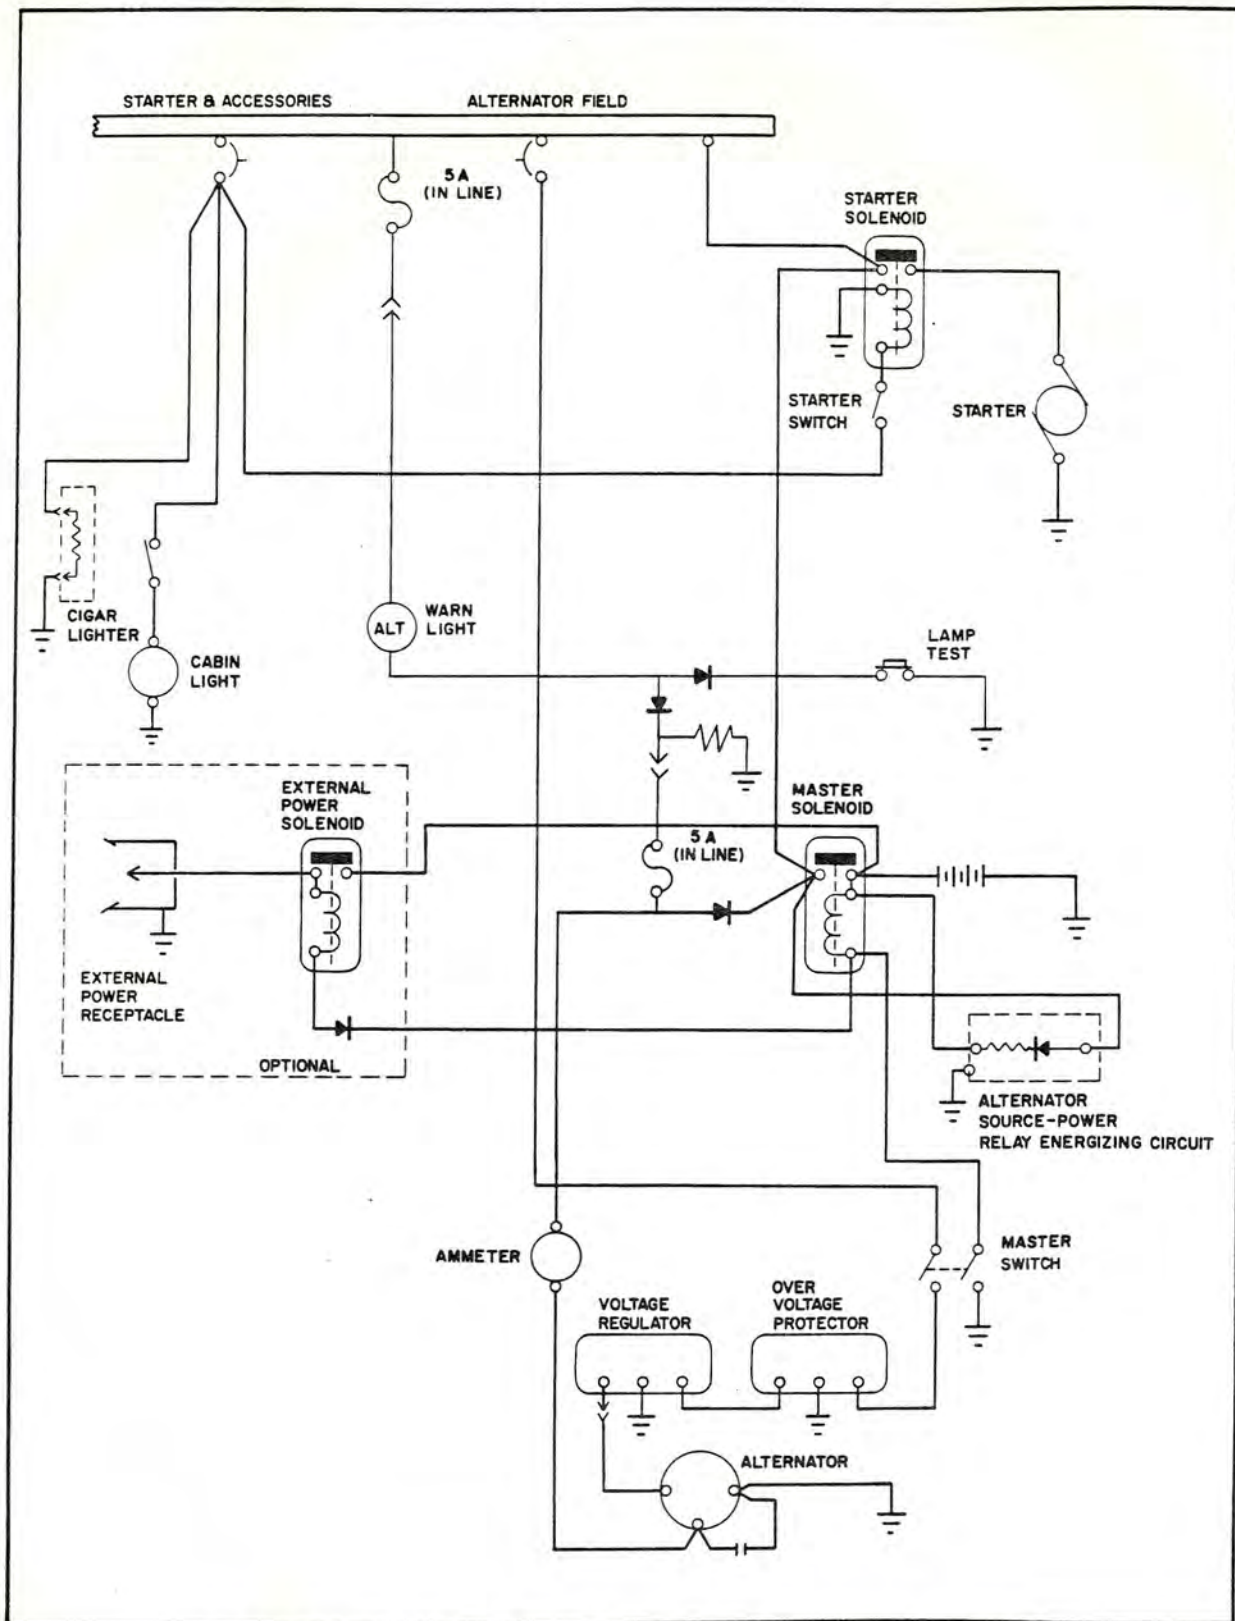 STARTER & ACCESSORIES
ALTERNATOR FIELD
5A
(IN LINE)
STARTER
SOLENOID
STARTER
SWITCH
STARTER
CIGAR
LIGHTER
CABIN
LIGHT
ALT
WARN
LIGHT
LAMP
TEST
EXTERNAL
POWER
SOLENOID
MASTER
SOLENOID
5A
(IN LINE)
EXTERNAL
POWER
RECEPTACLE
OPTIONAL
ALTERNATOR
SOURCE-POWER
RELAY ENERGIZING CIRCUIT
AMMETER
MASTER
SWITCH
VOLTAGE
REGULATOR
OVER
VOLTAGE
PROTECTOR
ALTERNATOR